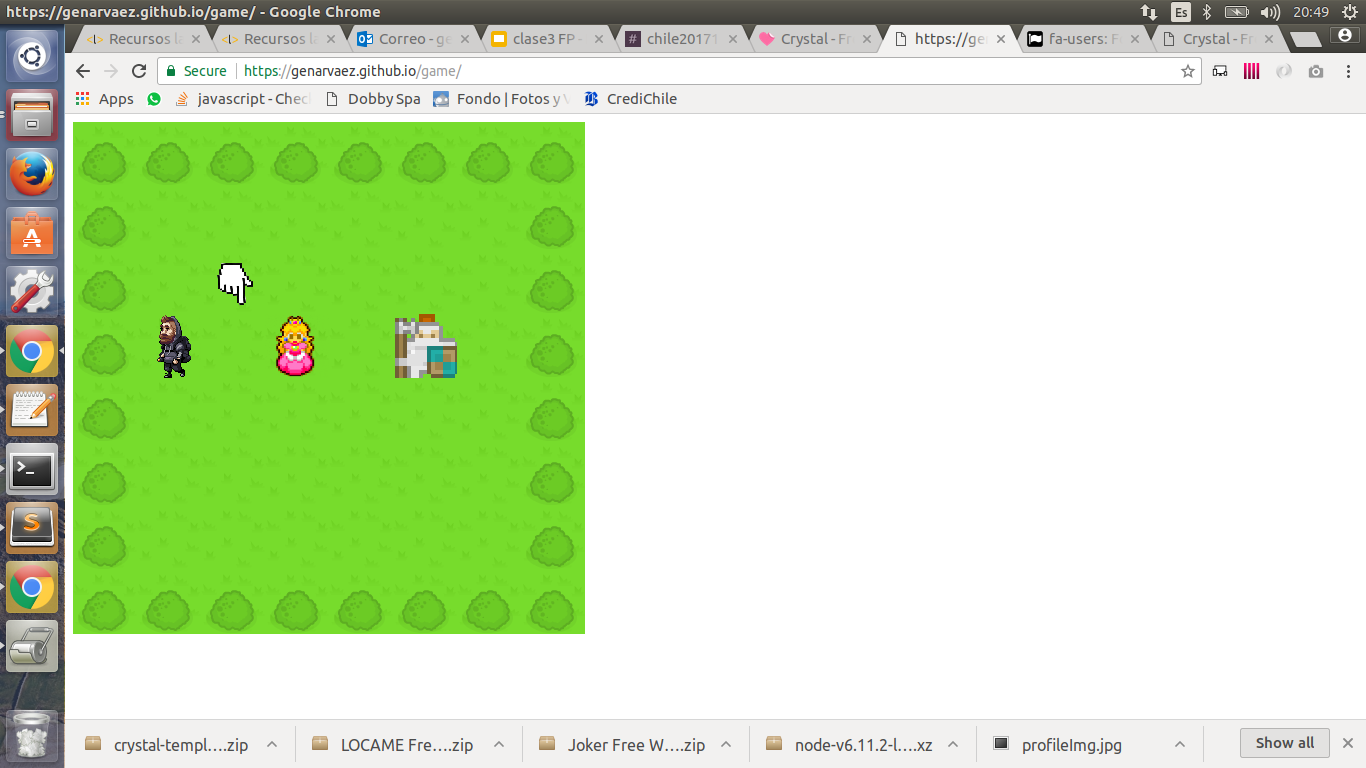 https://genarvaez.github.io/game/ - Google Chrome
Es
20:49
Recursos la
Recursos la
Correo - ge
clase3 FP -
chile20171
Crystal - Fr
https://gen
fa-users: F
Crystal - Fr
Secure
https://genarvaez.github.io/game/
Apps
javascript - Chec
Dobby Spa
Fondo | Fotos y V
CrediChile
crystal-templ....zip
LOCAME Fre....zip
Joker Free W....zip
node-v6.11.2-l....xz
profileImg.jpg
Show all